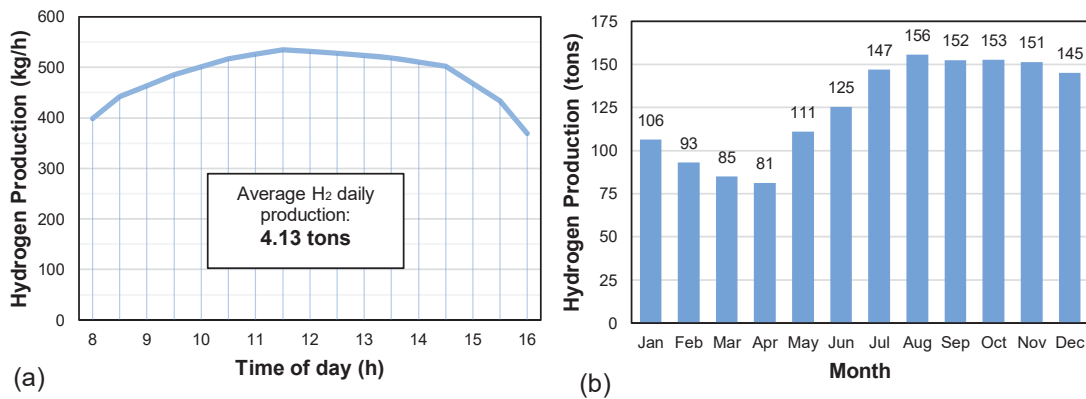 Hydrogen Production (kg/h)
600
500
400
300
200
100
0
Average H₂ daily
production:
4.13 tons
8 9 10 11 12 13 14 15 16
Time of day (h)
(a)
Hydrogen Production (tons)
175
150
125
100
75
50
25
0
106 93 85 81 111 125 147 156 152 153 151 145
Jan Feb Mar Apr May Jun Jul Aug Sep Oct Nov Dec
Month
(b)